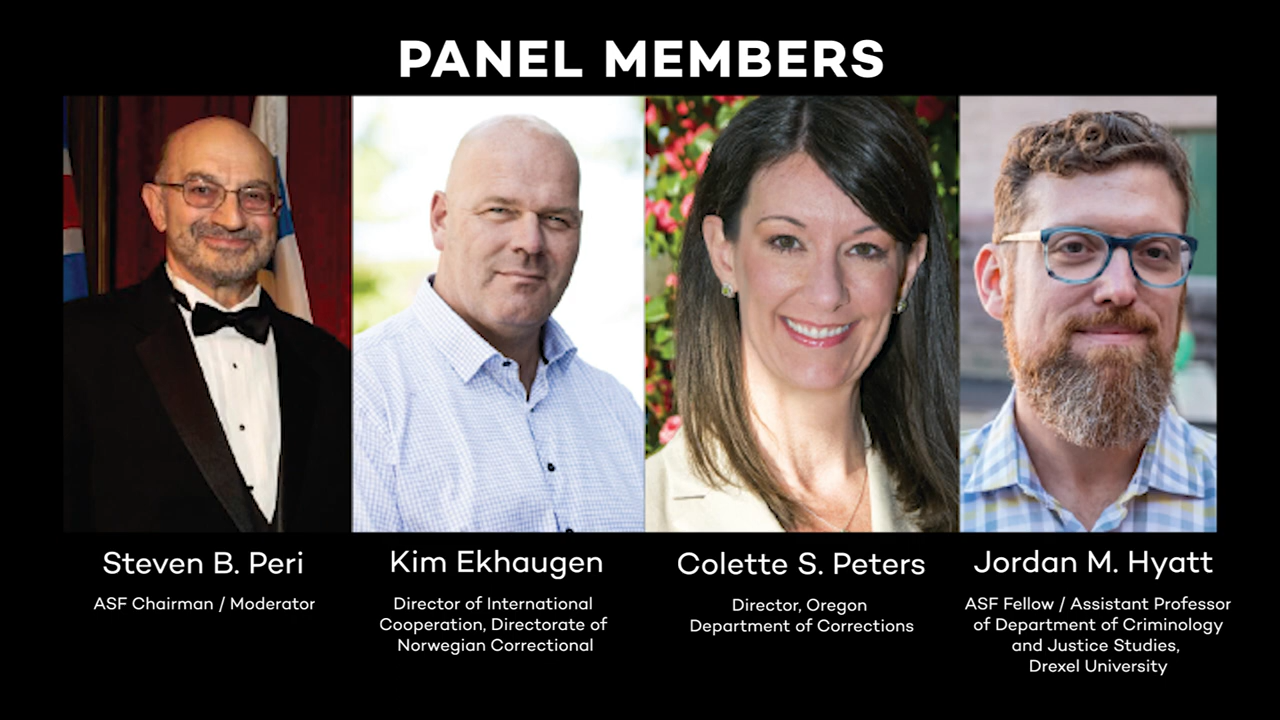 PANEL MEMBERS
Steven B. Peri
ASF Chairman / Moderator
Kim Ekhaugen
Director of International
Cooperation, Directorate of
Norwegian Correctional
Colette S. Peters
Director, Oregon
Department of Corrections
Jordan M. Hyatt
ASF Fellow / Assistant Professor
of Department of Criminology
and Justice Studies,
Drexel University